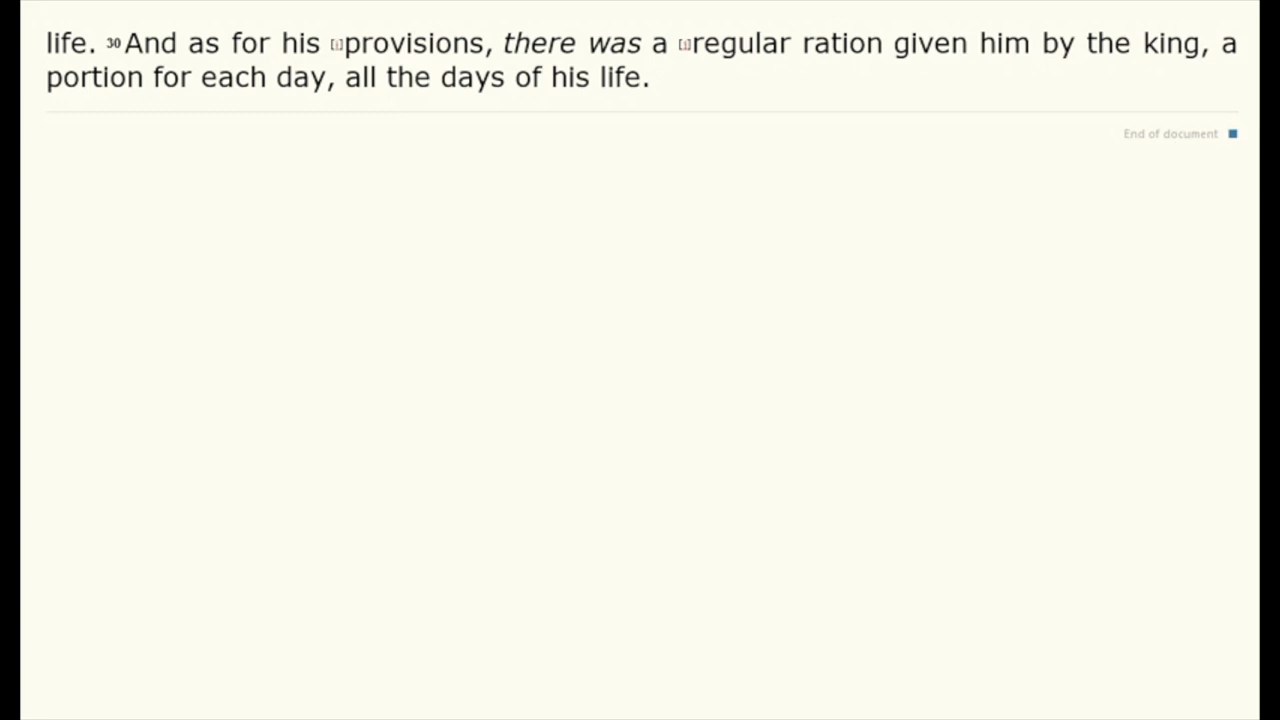 life. 30 And as for his [i]provisions, there was a [j]regular ration given him by the king, a
portion for each day, all the days of his life.
End of document